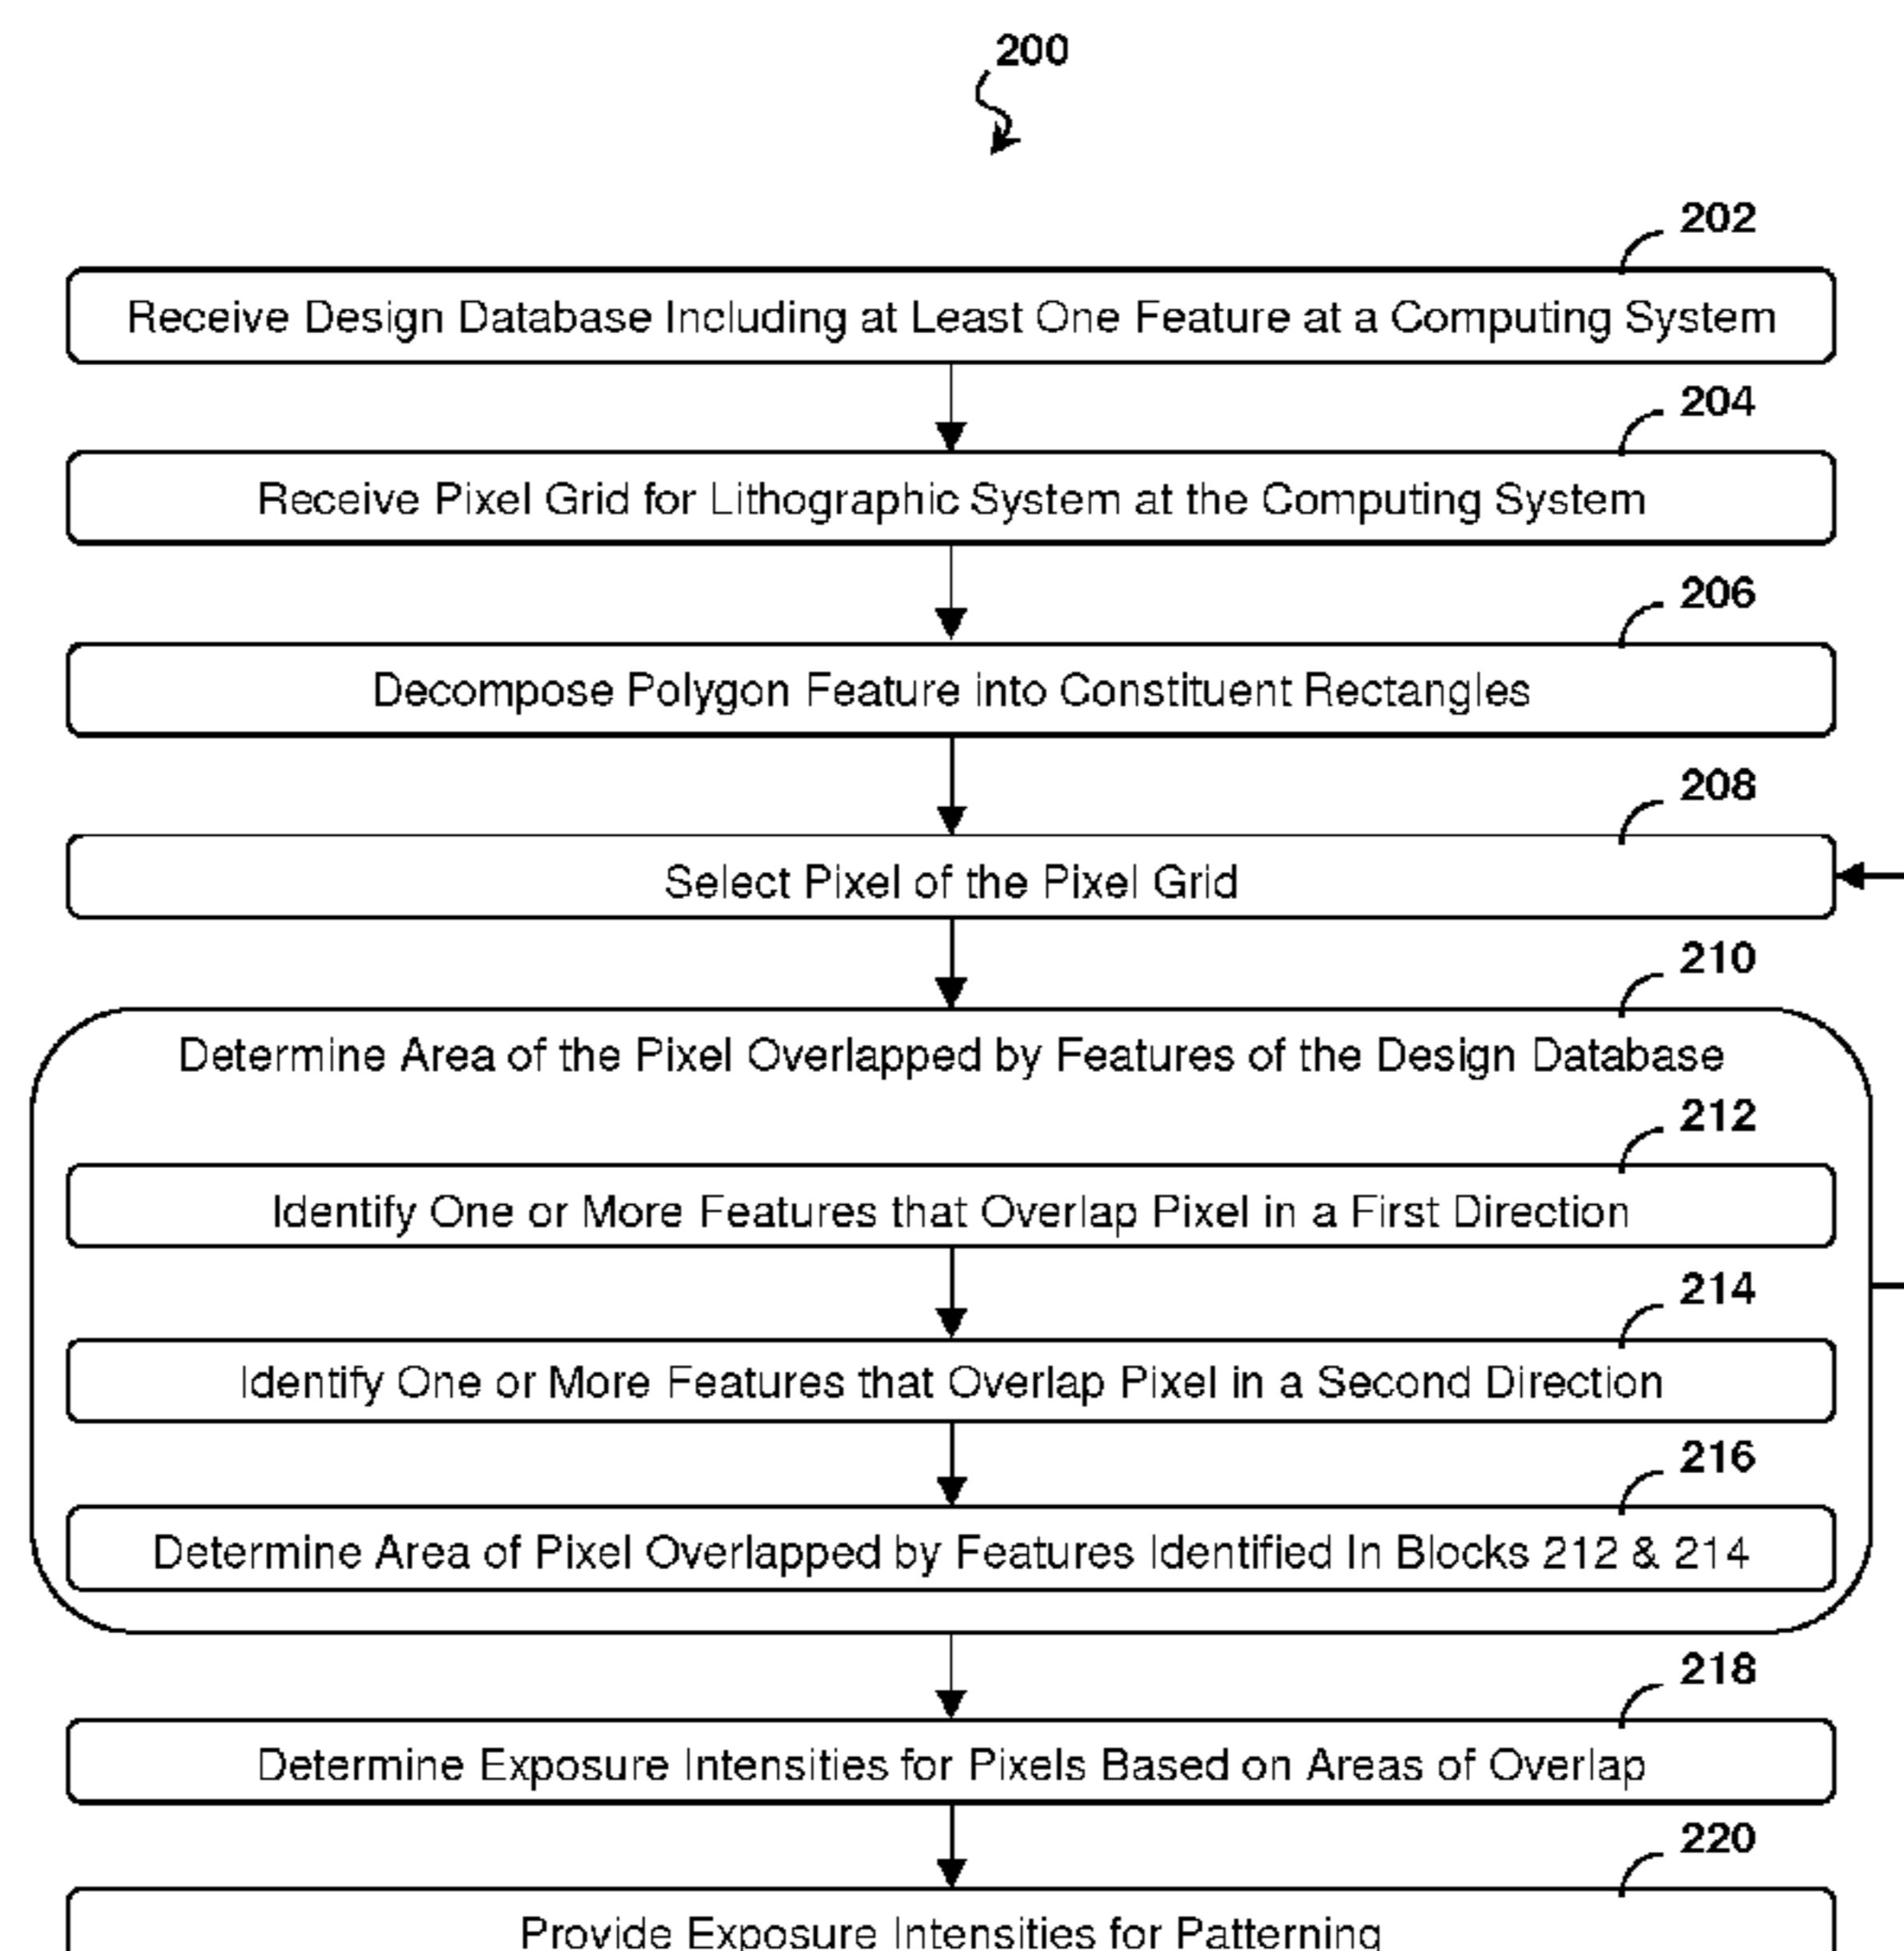 200
202
Receive Design Database Including at Least One Feature at a Computing System
204
Receive Pixel Grid for Lithographic System at the Computing System
206
Decompose Polygon Feature into Constituent Rectangles
208
Select Pixel of the Pixel Grid
210
Determine Area of the Pixel Overlapped by Features of the Design Database
212
Identify One or More Features that Overlap Pixel in a First Direction
214
Identify One or More Features that Overlap Pixel in a Second Direction
216
Determine Area of Pixel Overlapped by Features Identified In Blocks 212 & 214
218
Determine Exposure Intensities for Pixels Based on Areas of Overlap
220
Provide Exposure Intensities for Patterning